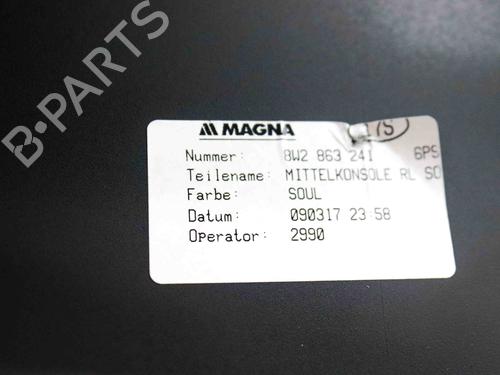 B-PARTS
MAGNA
17S
Nummer: 8W2 863 241 6PS
Teilename: MITTELKONSOLE RL SO
Farbe: SOUL
Datum: 090317 23:58
Operator: 2990